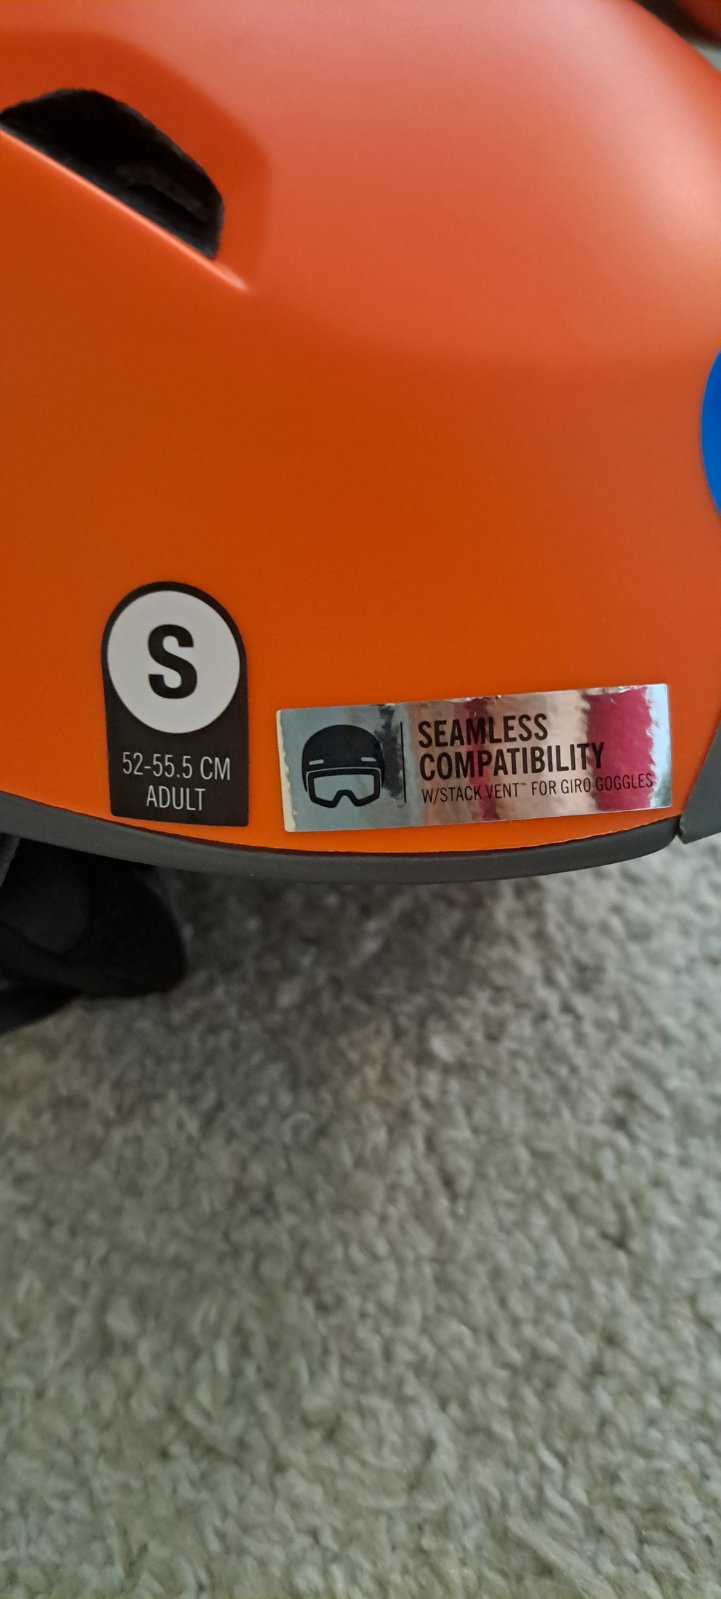 S
52-55.5 CM
ADULT
SEAMLESS
COMPATIBILITY
W/STACK VENT™ FOR GIRO GOGGLES